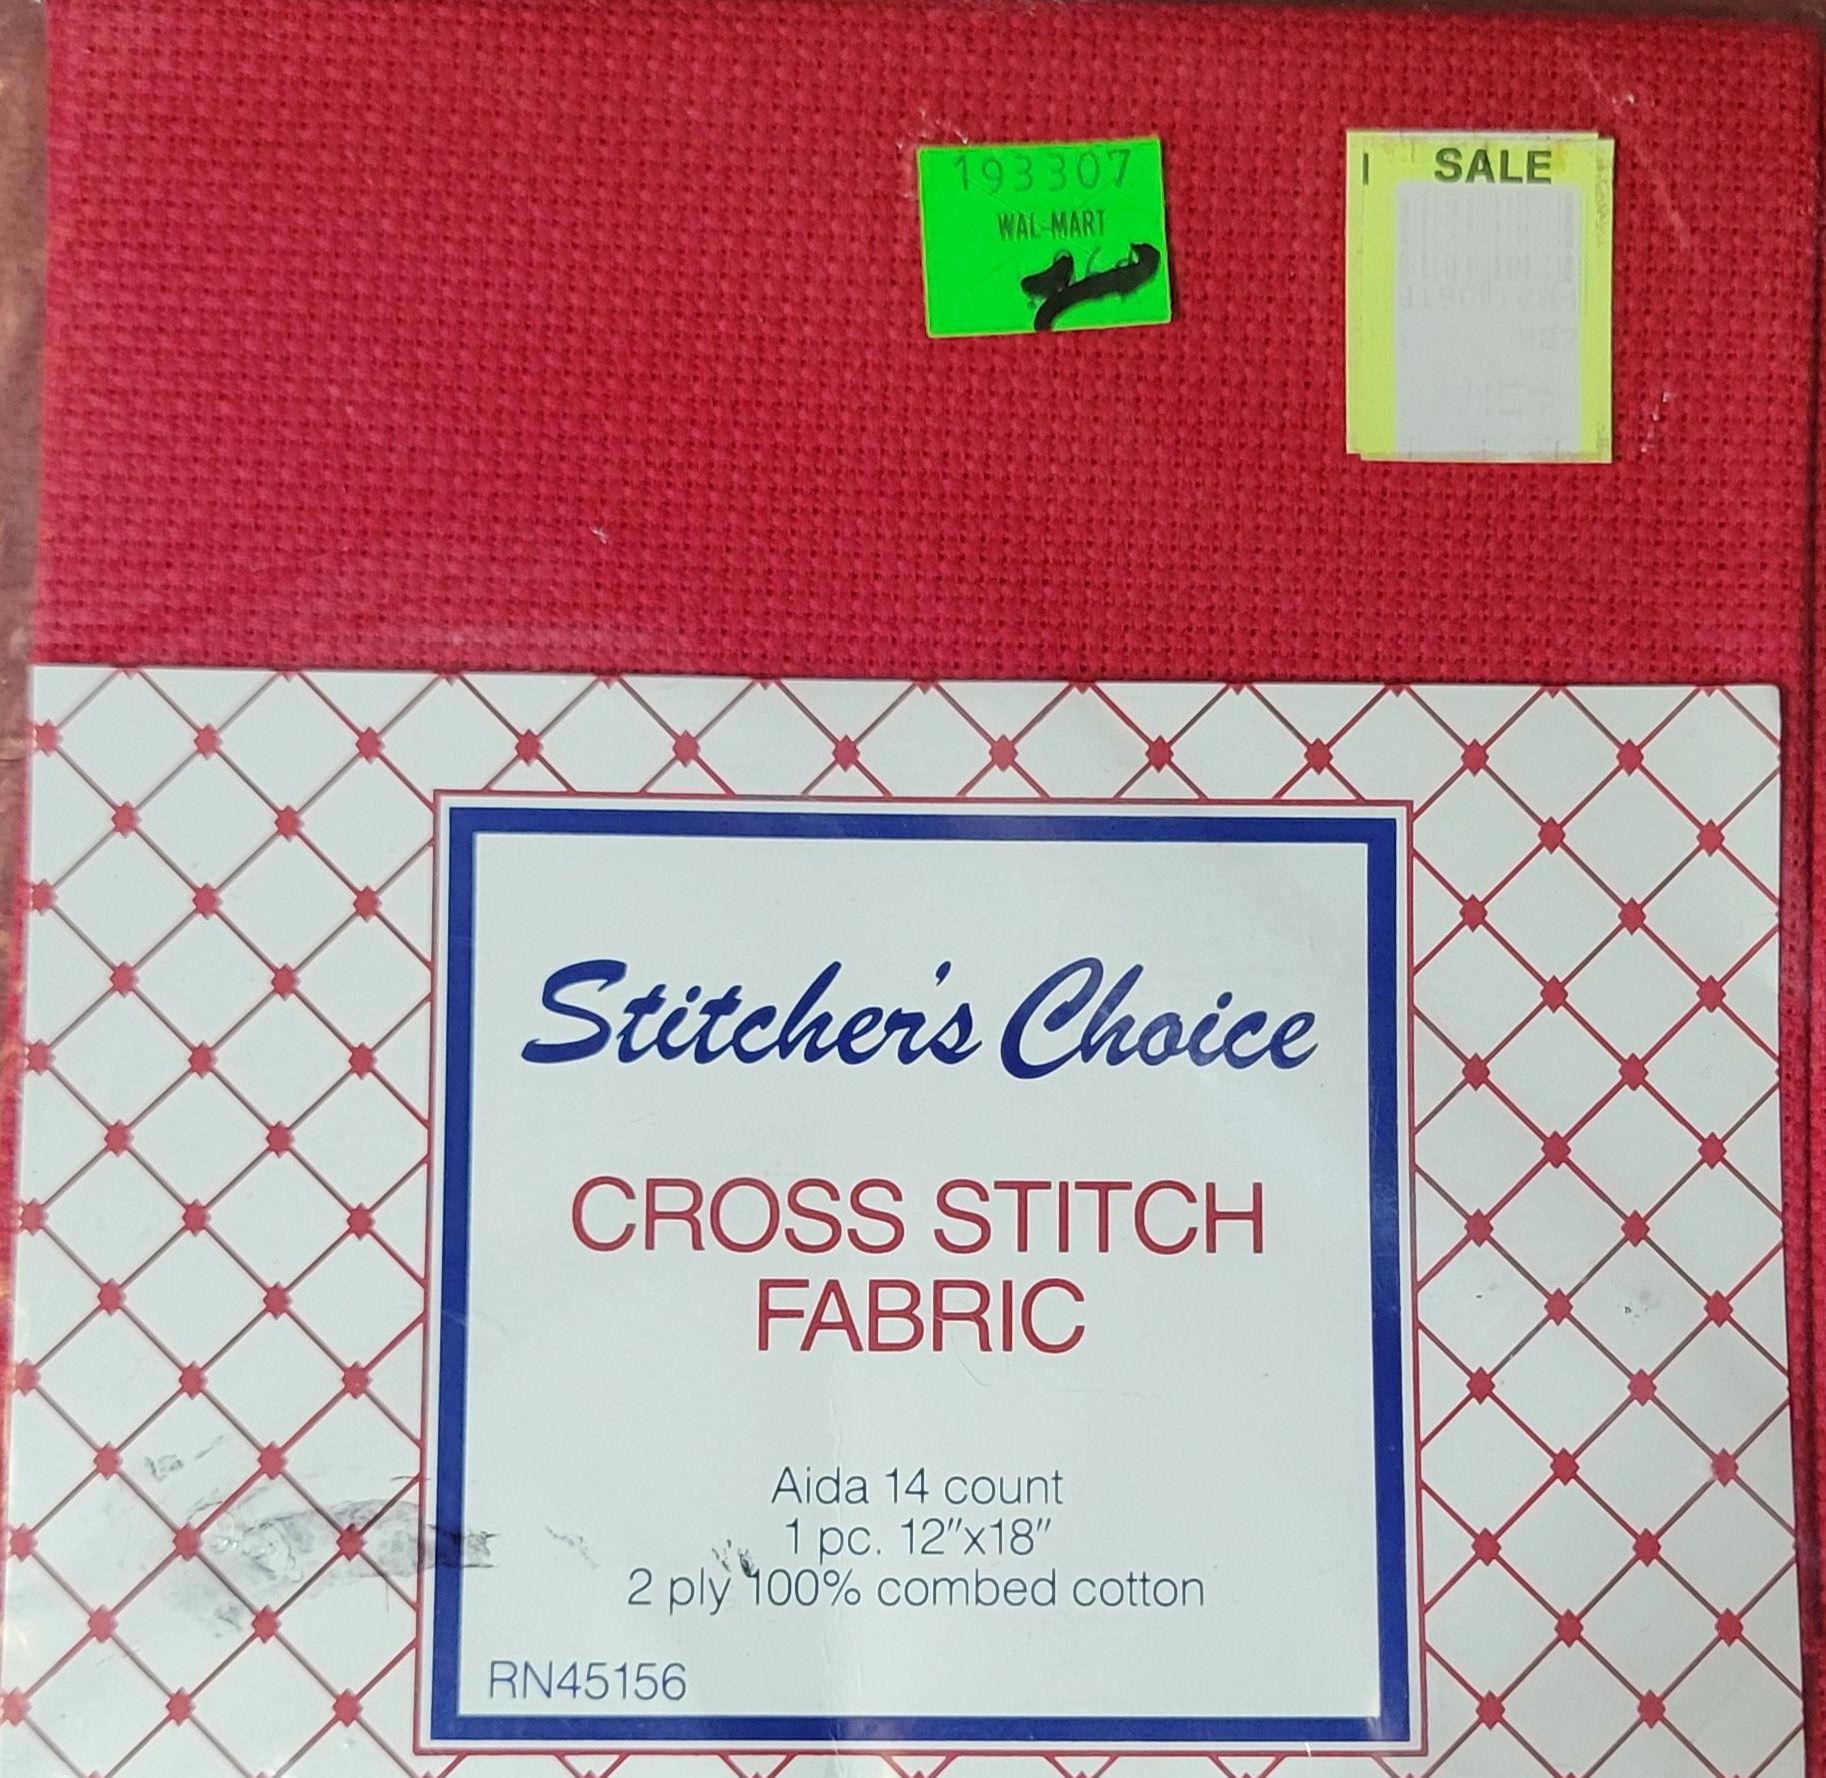 193307
WAL-MART
SALE
Stitcher's Choice
CROSS STITCH
FABRIC
Aida 14 count
1 pc. 12"x18"
2 ply 100% combed cotton
RN45156